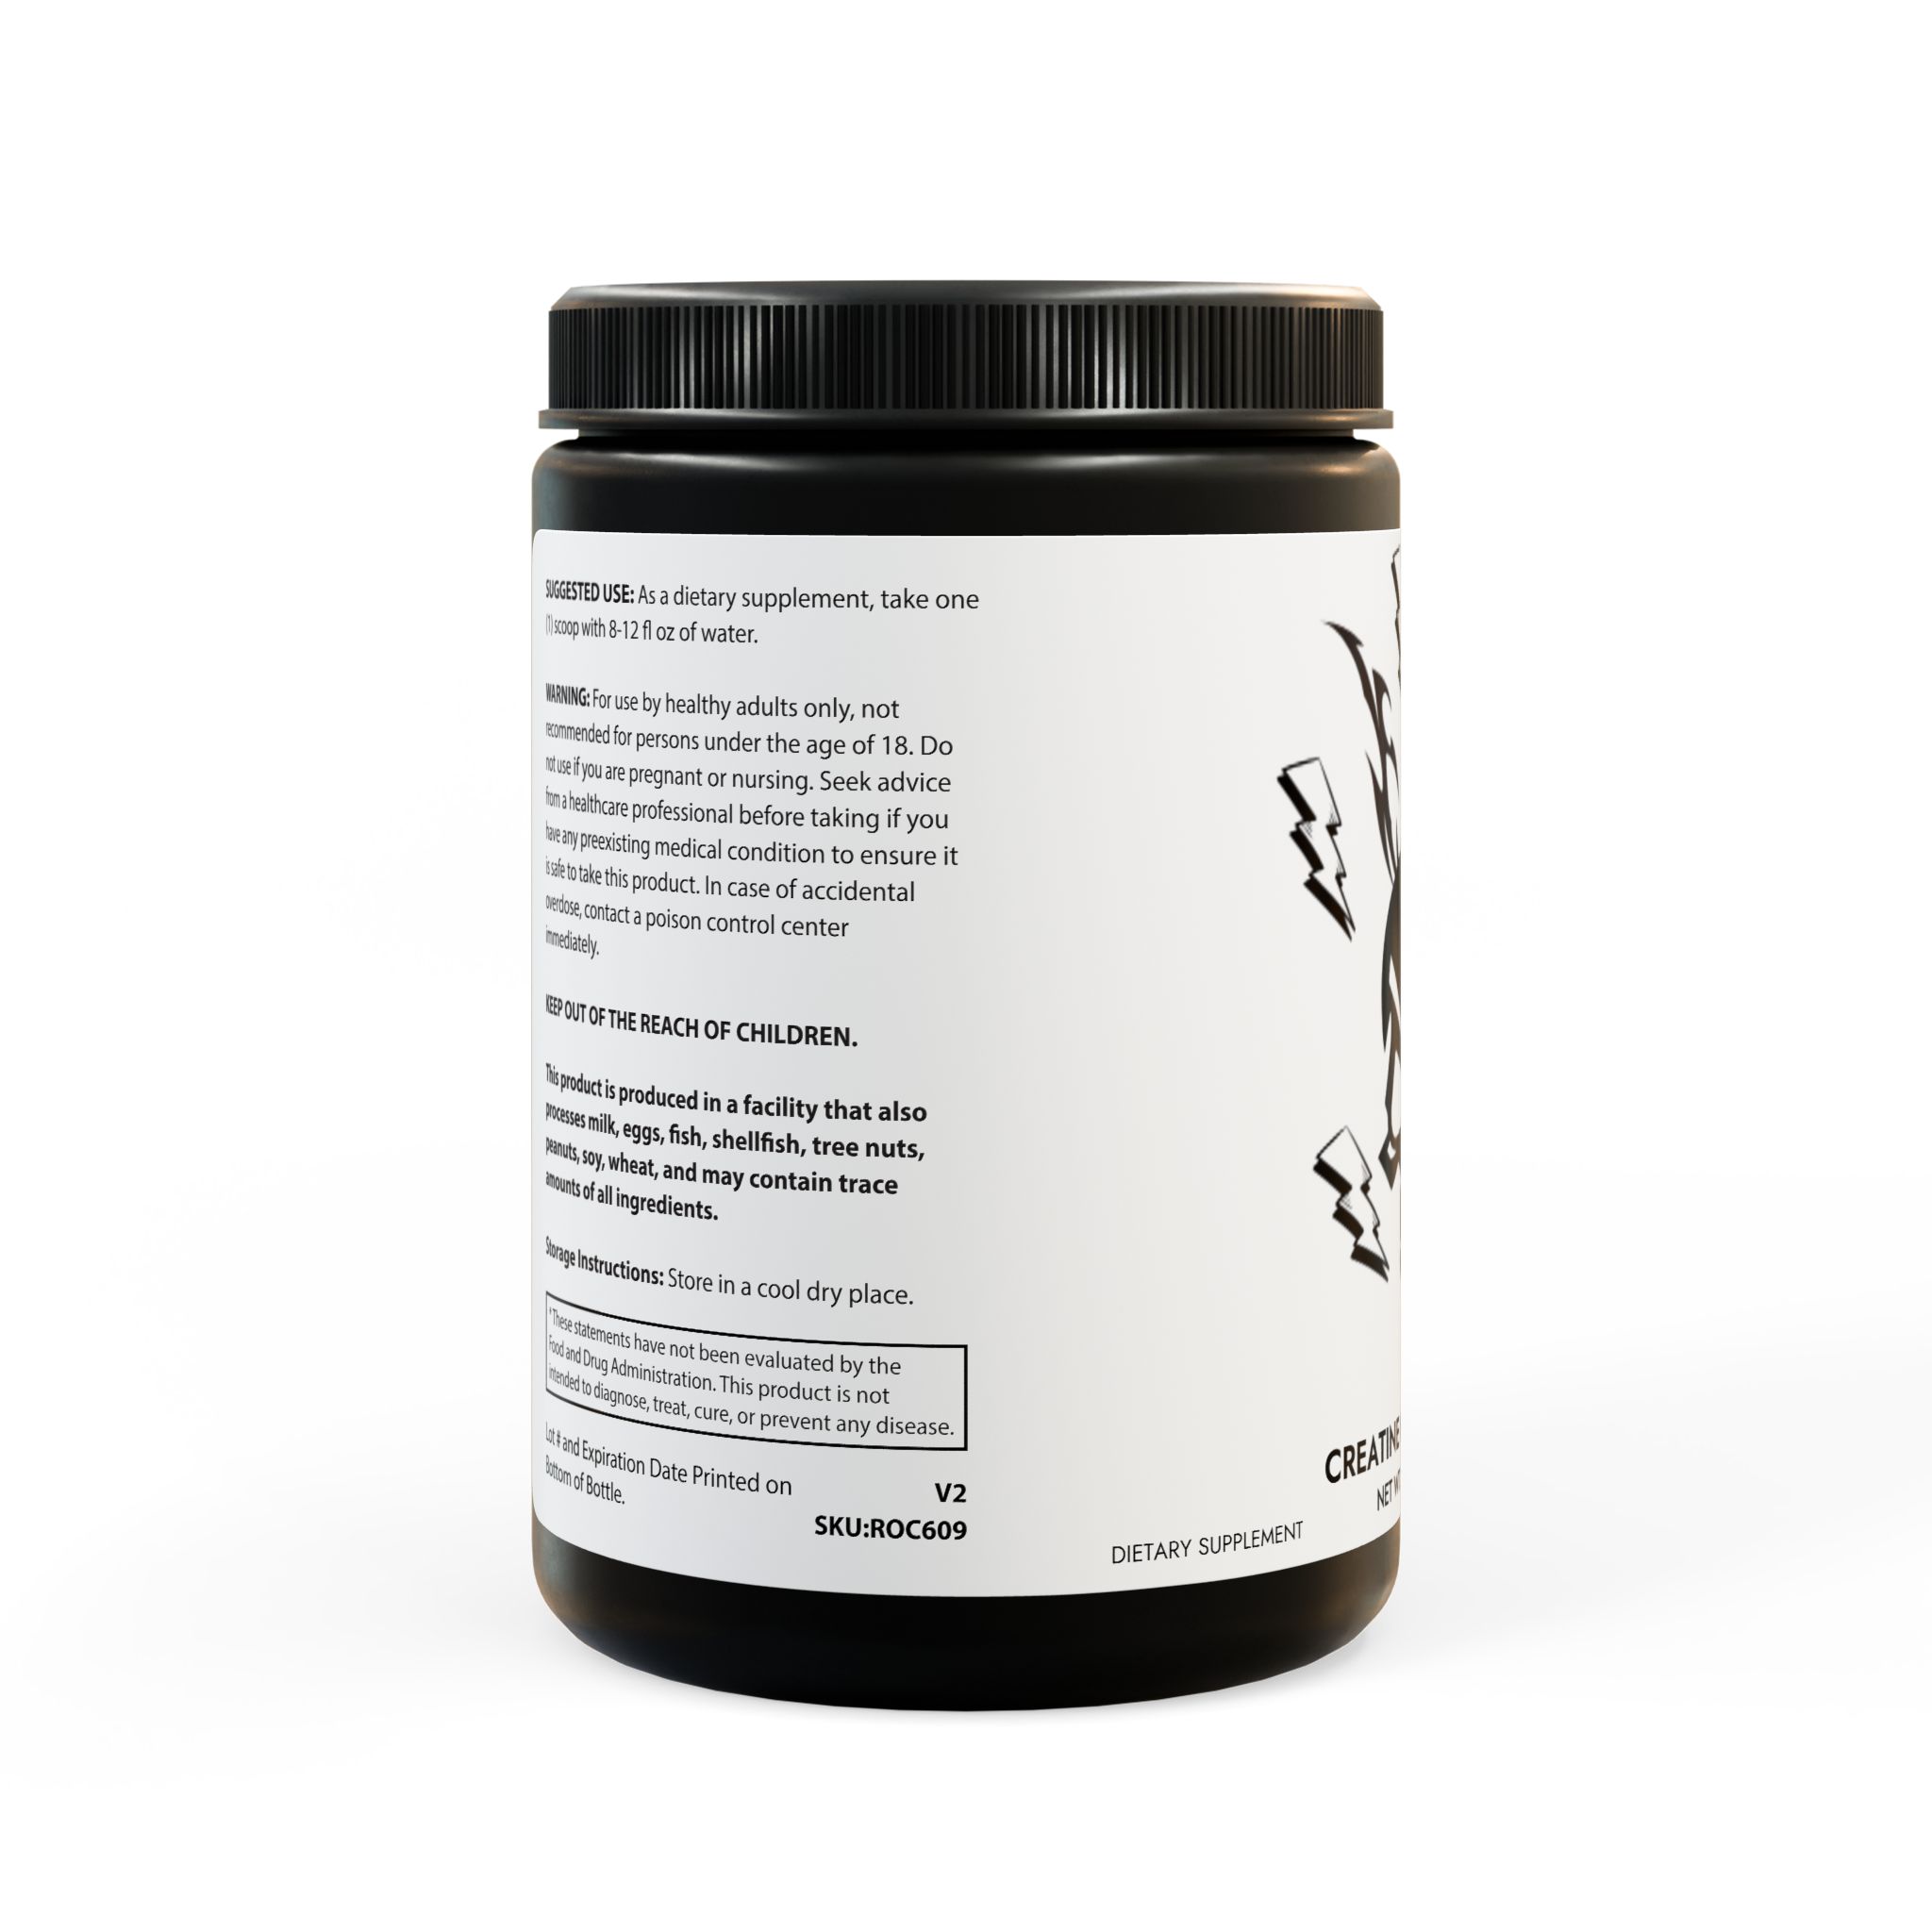 SUGGESTED USE: As a dietary supplement, take one
(1) scoop with 8-12 fl oz of water.
WARNING: For use by healthy adults only, not
recommended for persons under the age of 18. Do
not use if you are pregnant or nursing. Seek advice
from a healthcare professional before taking if you
have any preexisting medical condition to ensure it
is safe to take this product. In case of accidental
overdose, contact a poison control center
immediately.
KEEP OUT OF THE REACH OF CHILDREN.
This product is produced in a facility that also
processes milk, eggs, fish, shellfish, tree nuts,
peanuts, soy, wheat, and may contain trace
amounts of all ingredients.
Storage Instructions: Store in a cool dry place.
*These statements have not been evaluated by the
Food and Drug Administration. This product is not
intended to diagnose, treat, cure, or prevent any disease.
Lot # and Expiration Date Printed on
Bottom of Bottle.
V2
SKU:ROC609
CREATINE
NET
DIETARY SUPPLEMENT